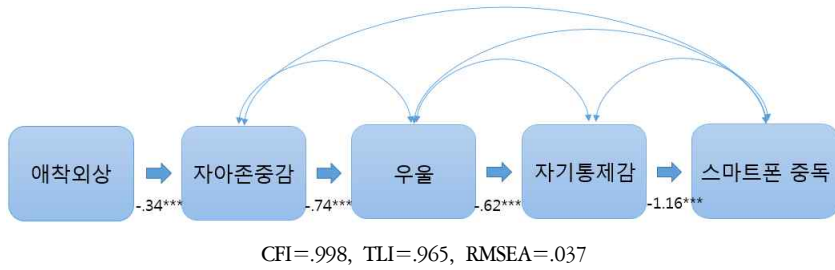 애착외상 자아존중감 우울 자기통제감 스마트폰 중독
-.34*** -.74*** -.62*** -1.16***
CFI=.998, TLI=.965, RMSEA=.037